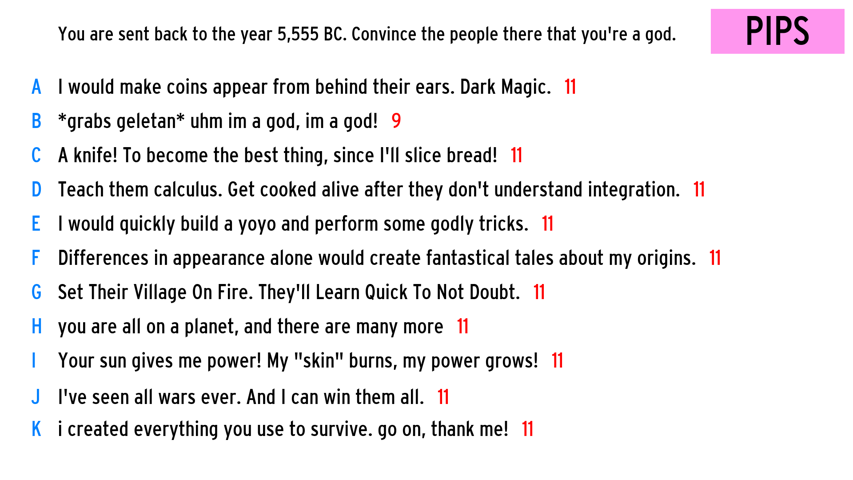 You are sent back to the year 5,555 BC. Convince the people there that you're a god.
PIPS
A I would make coins appear from behind their ears. Dark Magic. 11
B *grabs geletan* uhm im a god, im a god! 9
C A knife! To become the best thing, since I'll slice bread! 11
D Teach them calculus. Get cooked alive after they don't understand integration. 11
E I would quickly build a yoyo and perform some godly tricks. 11
F Differences in appearance alone would create fantastical tales about my origins. 11
G Set Their Village On Fire. They'll Learn Quick To Not Doubt. 11
H you are all on a planet, and there are many more 11
I Your sun gives me power! My "skin" burns, my power grows! 11
J I've seen all wars ever. And I can win them all. 11
K i created everything you use to survive. go on, thank me! 11